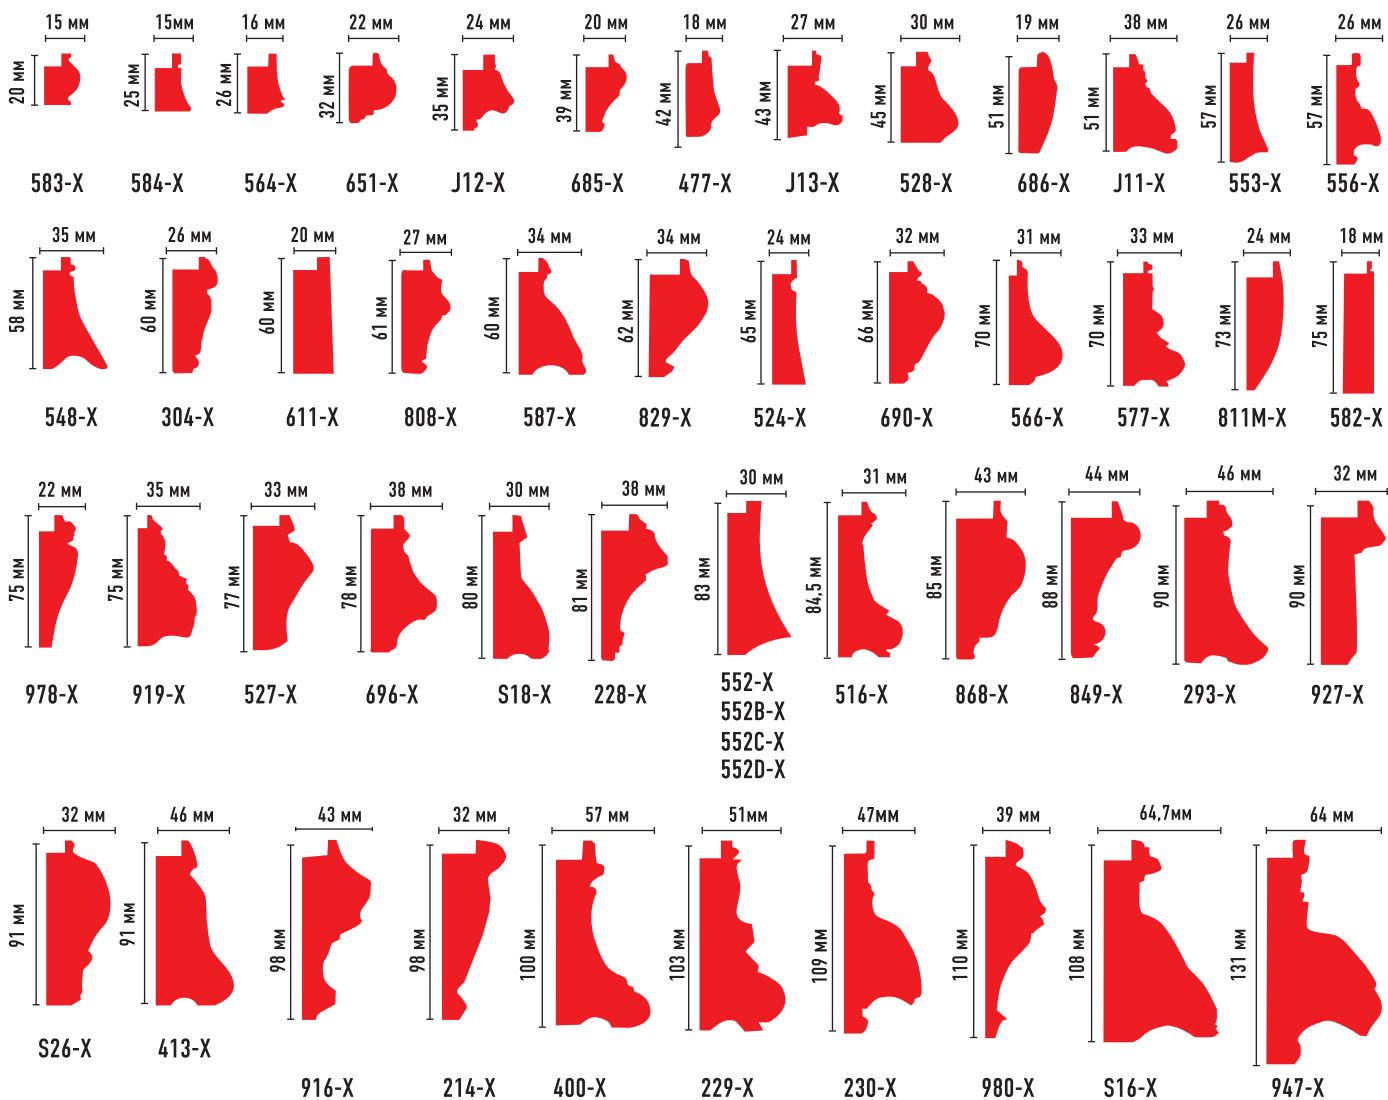 15 мм
15мм
16 мм
22 мм
24 мм
20 мм
18 мм
27 мм
30 мм
19 мм
38 мм
26 мм
26 мм
20 мм
25 мм
26 мм
32 мм
35 мм
39 мм
42 мм
43 мм
45 мм
51 мм
51 мм
57 мм
57 мм
583-X
584-X
564-X
651-X
J12-X
685-X
477-X
J13-X
528-X
686-X
J11-X
553-X
556-X
35 мм
26 мм
20 мм
27 мм
34 мм
34 мм
24 мм
32 мм
31 мм
33 мм
24 мм
18 мм
58 мм
60 мм
60 мм
61 мм
60 мм
62 мм
65 мм
66 мм
70 мм
70 мм
73 мм
75 мм
548-X
304-X
611-X
808-X
587-X
829-X
524-X
690-X
566-X
577-X
811M-X
582-X
22 мм
35 мм
33 мм
38 мм
30 мм
38 мм
30 мм
31 мм
43 мм
44 мм
46 мм
32 мм
75 мм
75 мм
77 мм
78 мм
80 мм
81 мм
83 мм
84,5 мм
85 мм
88 мм
90 мм
90 мм
978-X
919-X
527-X
696-X
S18-X
228-X
552-X
552B-X
552C-X
552D-X
516-X
868-X
849-X
293-X
927-X
32 мм
46 мм
43 мм
32 мм
57 мм
51мм
47мм
39 мм
64,7мм
64 мм
91 мм
91 мм
98 мм
98 мм
100 мм
103 мм
109 мм
110 мм
108 мм
131 мм
S26-X
413-X
916-X
214-X
400-X
229-X
230-X
980-X
S16-X
947-X